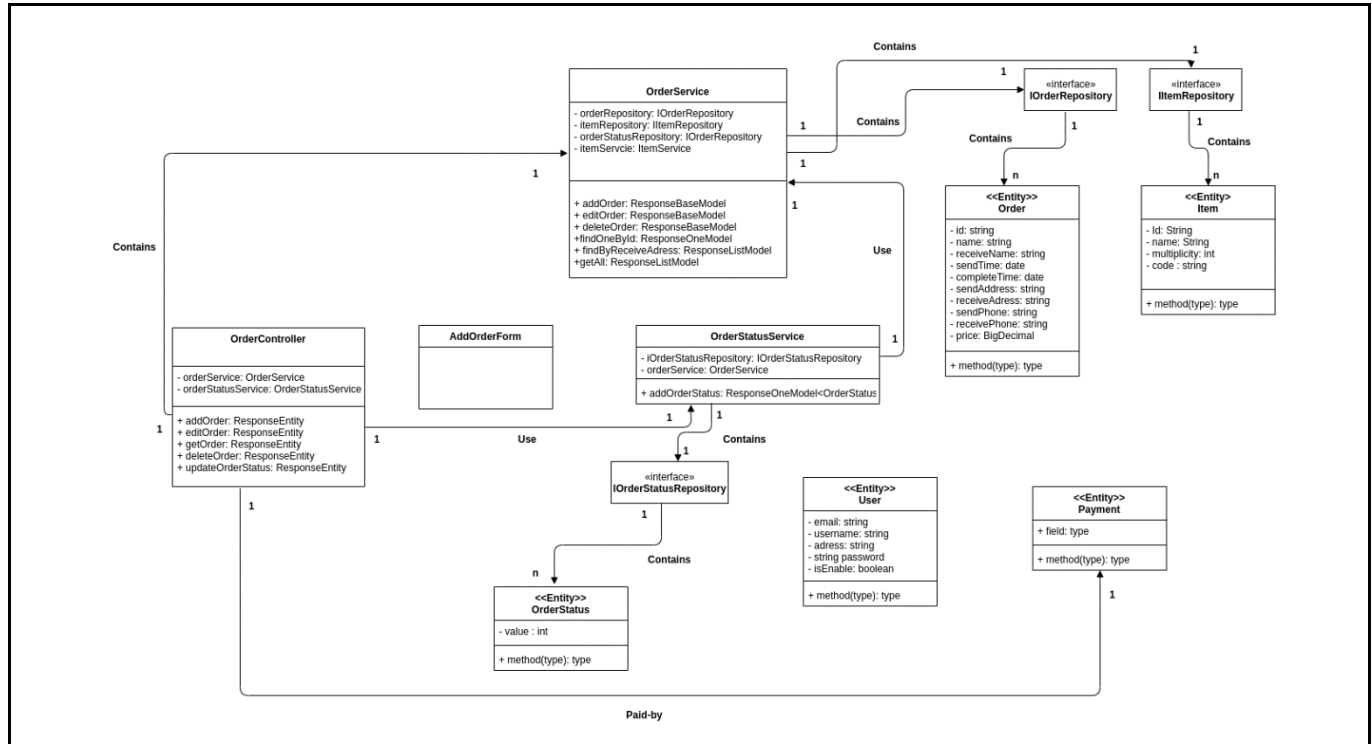 Contains
1
OrderService
- orderRepository: IOrderRepository
- itemRepository: IItemRepository
- orderStatusRepository: IOrderRepository
- itemServcie: ItemService
+ addOrder: ResponseBaseModel
+ editOrder: ResponseBaseModel
+ deleteOrder: ResponseBaseModel
+findOneById: ResponseOneModel
+ findByReceiveAdress: ResponseListModel
+getAll: ResponseListModel
1
Contains
1
1
1
«interface»
IOrderRepository
1
Contains
n
«interface»
IItemRepository
1
Contains
n
<<Entity>>
Order
- id: string
- name: string
- receiveName: string
- sendTime: date
- completeTime: date
- sendAddress: string
- receiveAdress: string
- sendPhone: string
- receivePhone: string
- price: BigDecimal
+ method(type): type
<<Entity>
Item
- Id: String
- name: String
- multiplicity: int
- code : string
+ method(type): type
1
Contains
Use
OrderController
- orderService: OrderService
- orderStatusService: OrderStatusService
+ addOrder: ResponseEntity
+ editOrder: ResponseEntity
+ getOrder: ResponseEntity
+ deleteOrder: ResponseEntity
+ updateOrderStatus: ResponseEntity
1
1
Use
1
AddOrderForm
OrderStatusService
- iOrderStatusRepository: IOrderStatusRepository
- orderService: OrderService
+ addOrderStatus: ResponseOneModel<OrderStatus
1
1
Contains
1
«interface»
IOrderStatusRepository
1
Contains
n
<<Entity>>
OrderStatus
- value : int
+ method(type): type
<<Entity>>
User
- email: string
- username: string
- adress: string
- string password
- isEnable: boolean
+ method(type): type
<<Entity>>
Payment
+ field: type
+ method(type): type
1
1
Paid-by